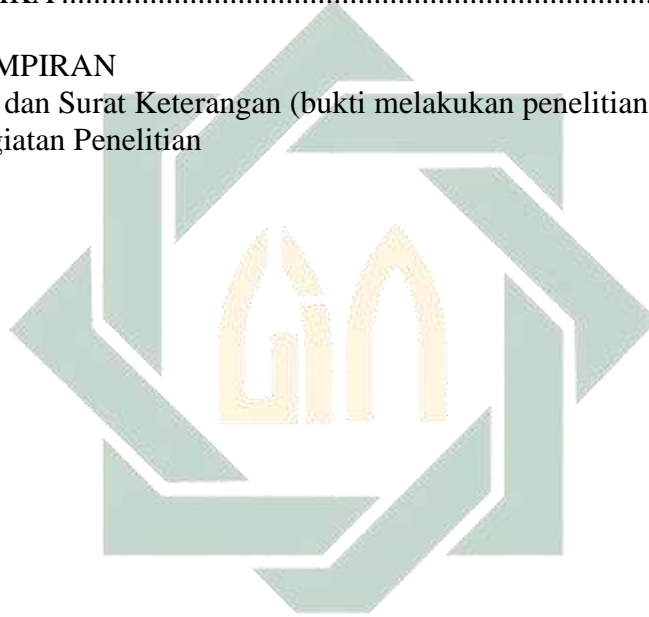 MPIRAN
dan Surat Keterangan (bukti melakukan penelitian
giatan Penelitian